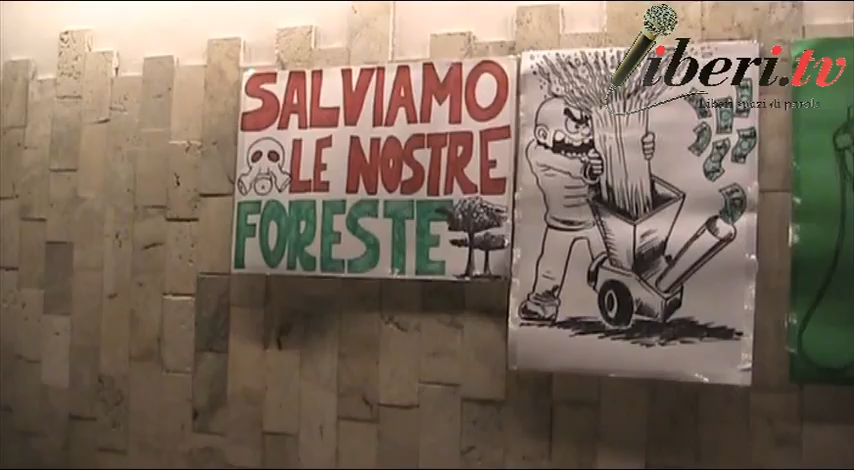 SALVIAMO
LE NOSTRE
FORESTE
liberi.tv
Liberi spazi di parola